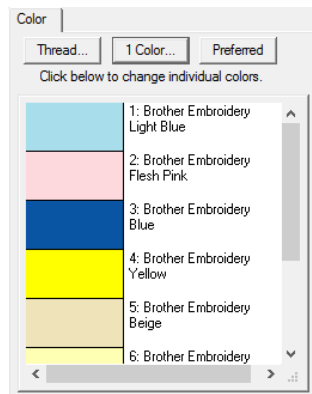 Color
Thread... 1 Color... Preferred
Click below to change individual colors.
1: Brother Embroidery
Light Blue
2: Brother Embroidery
Flesh Pink
3: Brother Embroidery
Blue
4: Brother Embroidery
Yellow
5: Brother Embroidery
Beige
6: Brother Embroidery